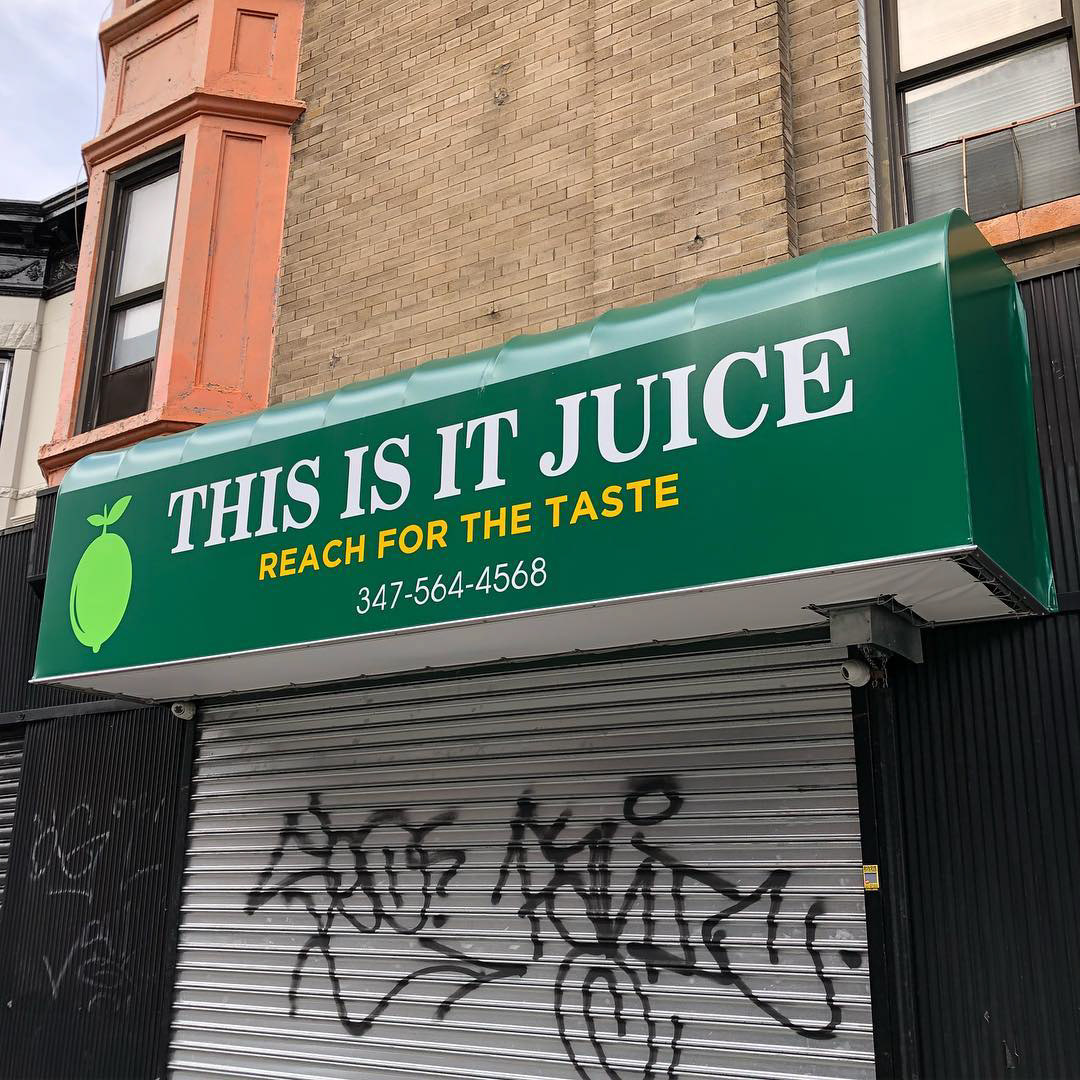 THIS IS IT JUICE
REACH FOR THE TASTE
347-564-4568